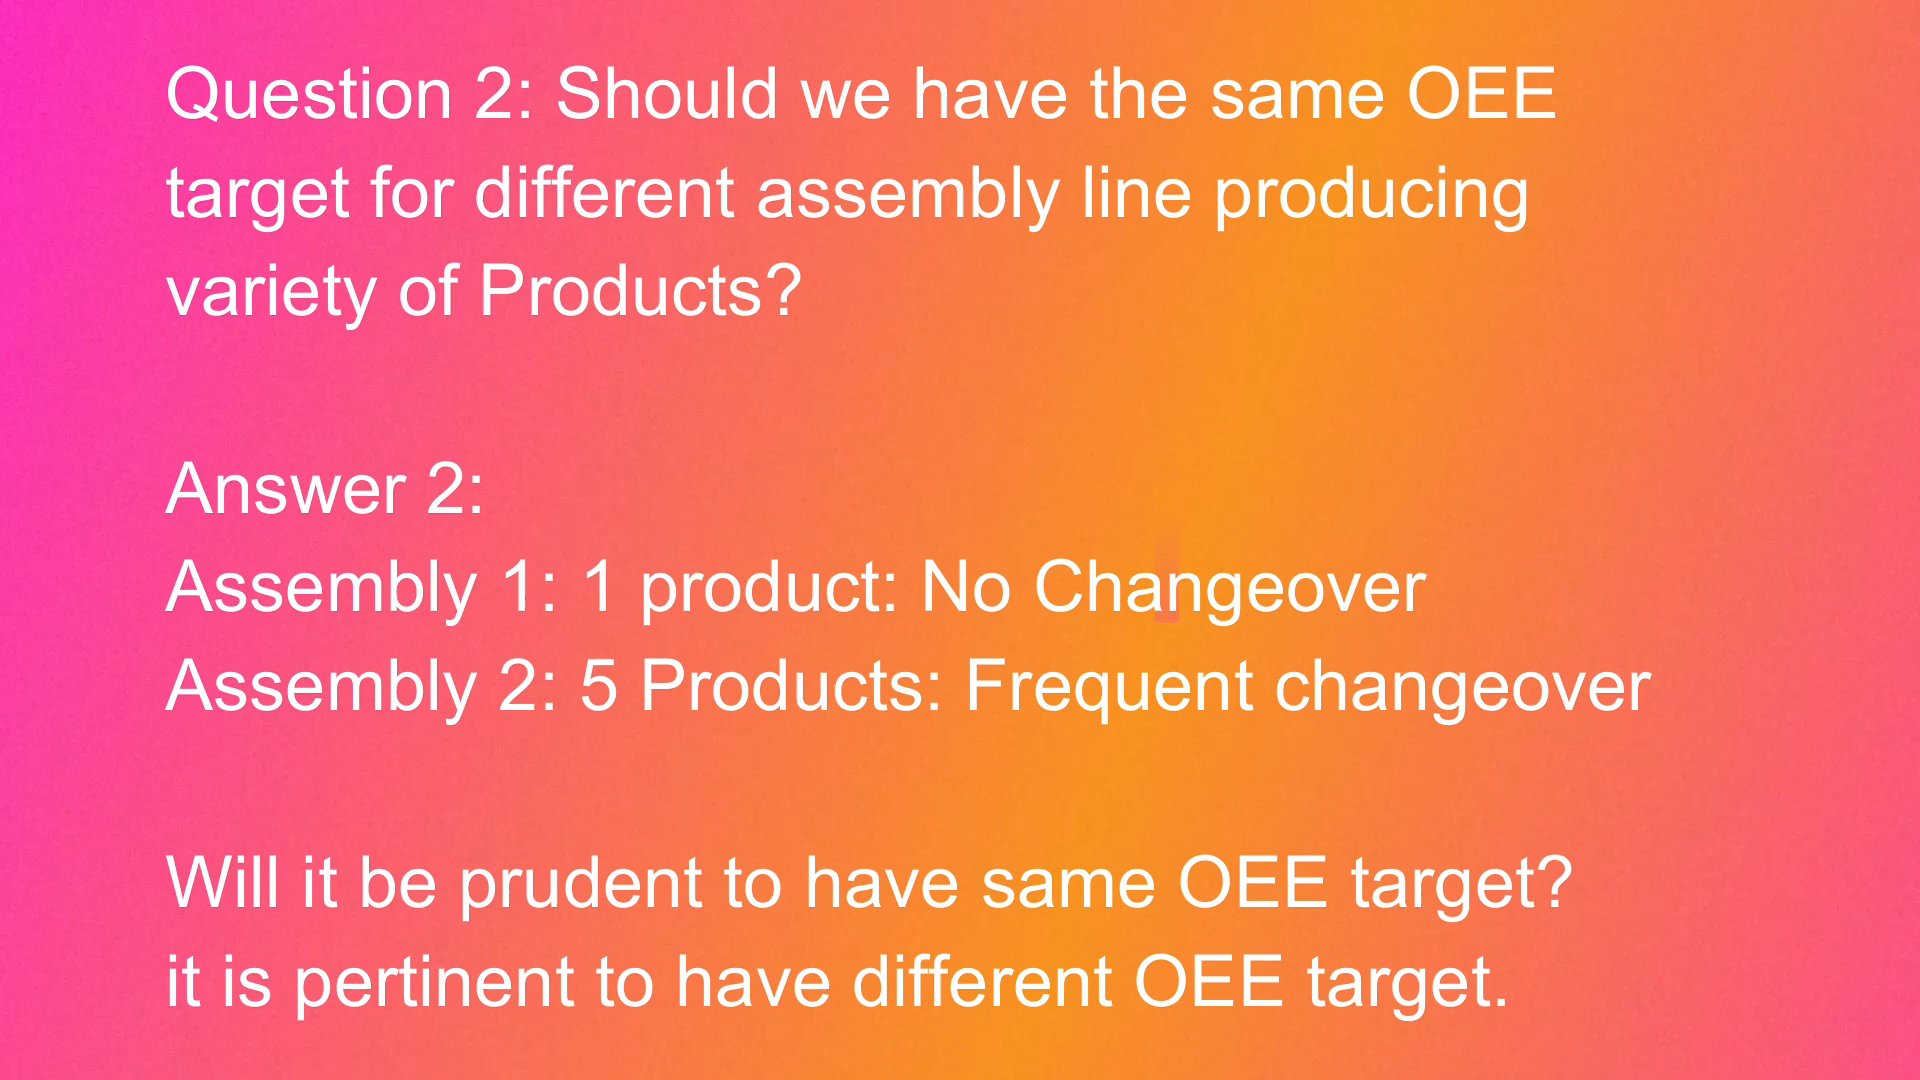 Question 2: Should we have the same OEE
target for different assembly line producing
variety of Products?
Answer 2:
Assembly 1: 1 product: No Changeover
Assembly 2: 5 Products: Frequent changeover
Will it be prudent to have same OEE target?
it is pertinent to have different OEE target.